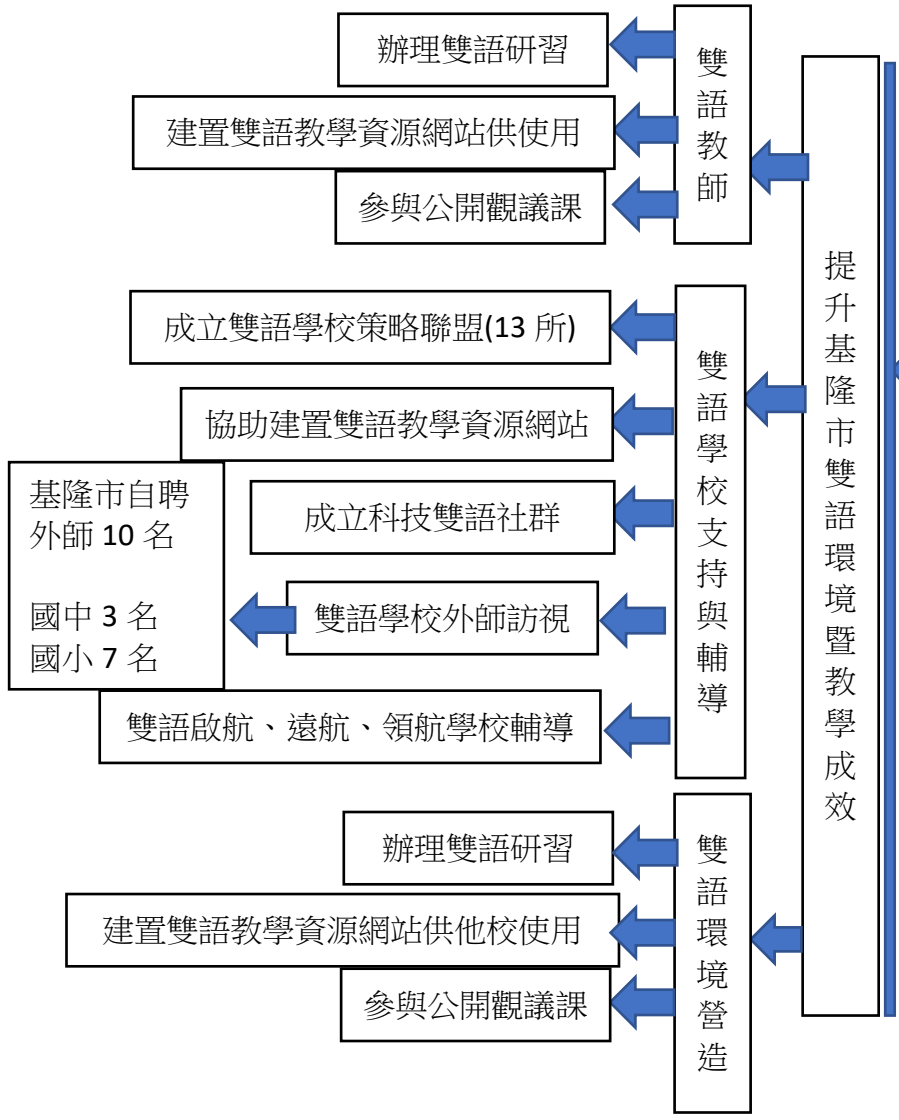 提升基隆市雙語環境暨教學成效
雙語教師
辦理雙語研習
建置雙語教學資源網站供使用
參與公開觀議課
雙語學校支持與輔導
成立雙語學校策略聯盟(13 所)
協助建置雙語教學資源網站
成立科技雙語社群
雙語學校外師訪視
基隆市自聘
外師 10 名
國中 3 名
國小 7 名
雙語啟航、遠航、領航學校輔導
雙語環境營造
辦理雙語研習
建置雙語教學資源網站供他校使用
參與公開觀議課